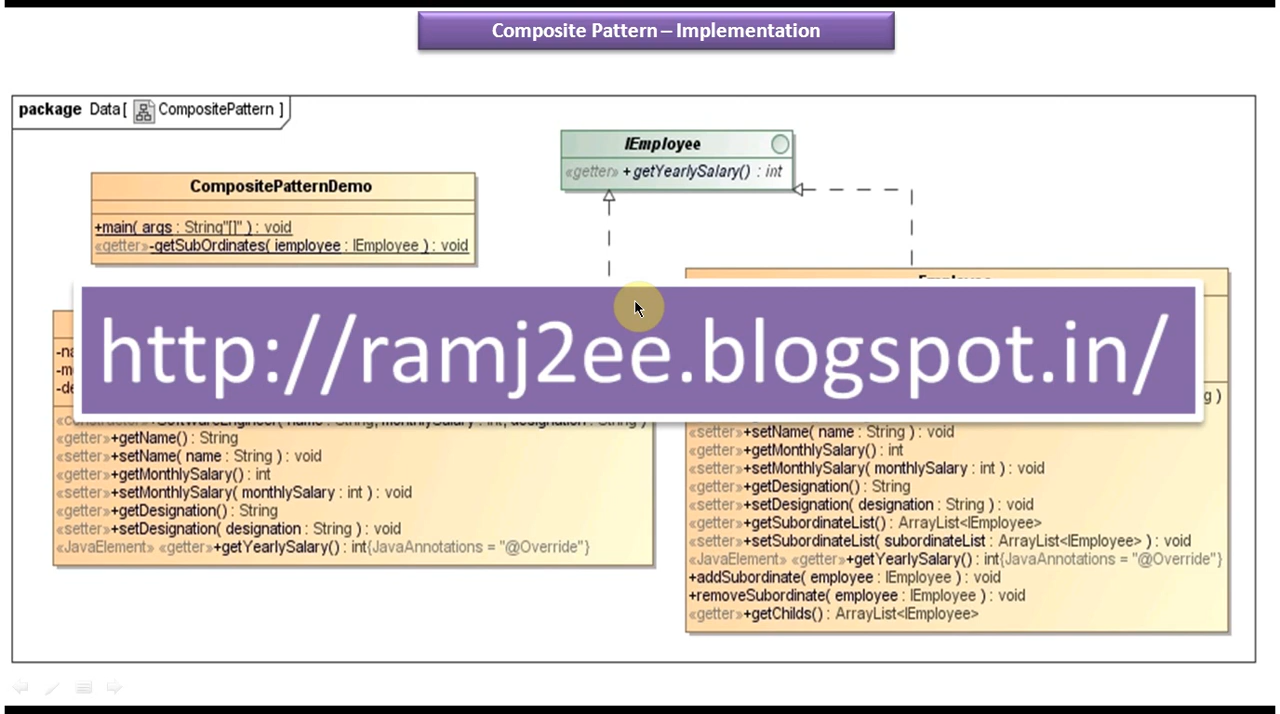 Composite Pattern – Implementation
package Data[ CompositePattern ]
IEmployee
«getter» +getYearlySalary() : int
CompositePatternDemo
+main( args : String"[]" ) : void
«getter»-getSubOrdinates( iemployee : IEmployee ) : void
http://ramj2ee.blogspot.in/
«getter»+getName() : String
«setter»+setName( name : String ) : void
«getter»+getMonthlySalary() : int
«setter»+setMonthlySalary( monthlySalary : int ) : void
«getter»+getDesignation() : String
«setter»+setDesignation( designation : String ) : void
«JavaElement» «getter»+getYearlySalary() : int{JavaAnnotations = "@Override"}
«setter»+setName( name : String ) : void
«getter»+getMonthlySalary() : int
«setter»+setMonthlySalary( monthlySalary : int ) : void
«getter»+getDesignation() : String
«setter»+setDesignation( designation : String ) : void
«getter»+getSubordinateList() : ArrayList<IEmployee>
«setter»+setSubordinateList( subordinateList : ArrayList<IEmployee> ) : void
«JavaElement» «getter»+getYearlySalary() : int{JavaAnnotations = "@Override"}
+addSubordinate( employee : IEmployee ) : void
+removeSubordinate( employee : IEmployee ) : void
«getter»+getChilds() : ArrayList<IEmployee>